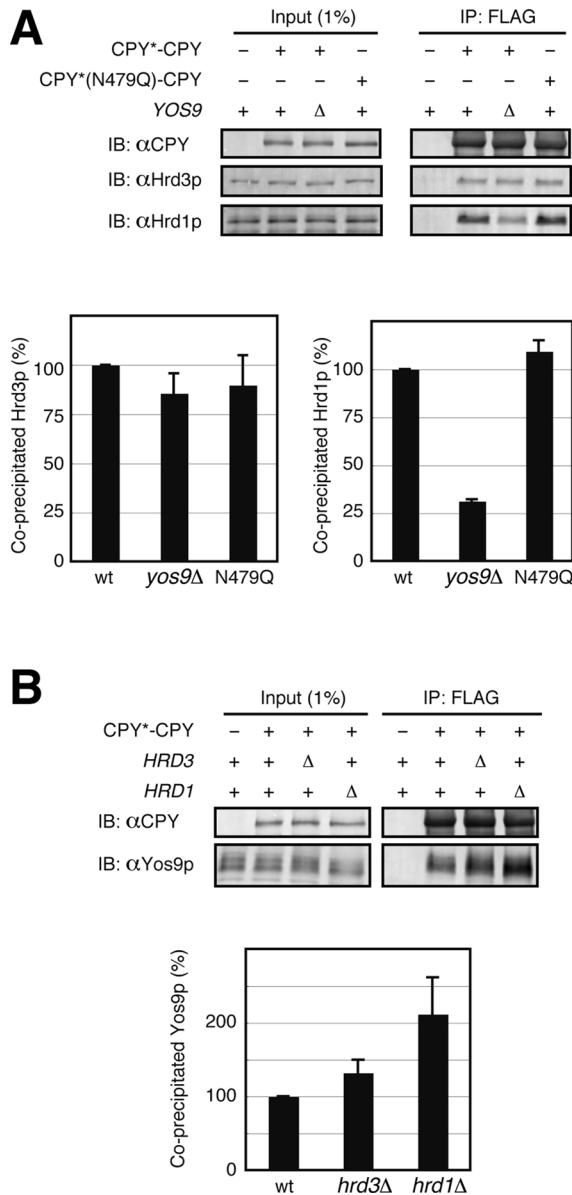 A
Input (1%) IP: FLAG
CPY*-CPY – + + – – + + –
CPY*(N479Q)-CPY – – – + – – – +
YOS9 + + Δ + + + Δ +
IB: αCPY
IB: αHrd3p
IB: αHrd1p
Co-precipitated Hrd3p (%)
100
75
50
25
0
wt yos9Δ N479Q
Co-precipitated Hrd1p (%)
100
75
50
25
0
wt yos9Δ N479Q
B
Input (1%) IP: FLAG
CPY*-CPY – + + + – + + +
HRD3 + + Δ + + + Δ +
HRD1 + + + Δ + + + Δ
IB: αCPY
IB: αYos9p
Co-precipitated Yos9p (%)
200
100
0
wt hrd3Δ hrd1Δ